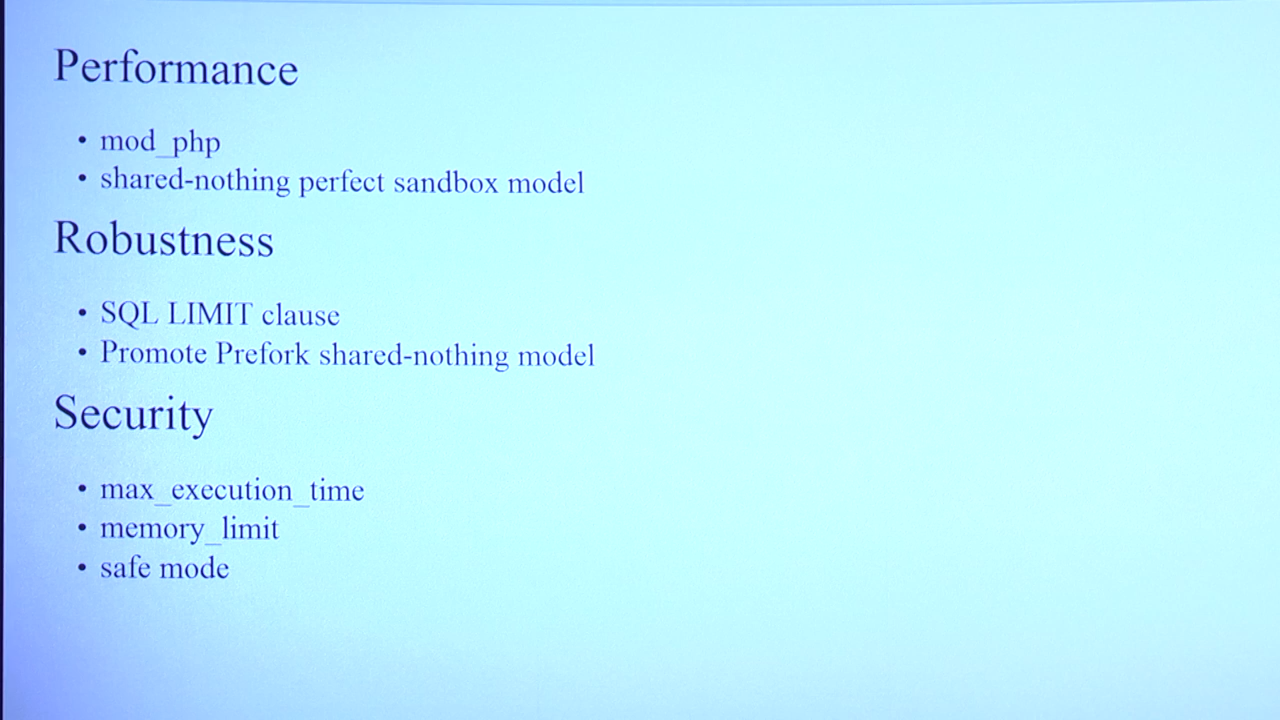 Performance
• mod_php
• shared-nothing perfect sandbox model
Robustness
• SQL LIMIT clause
• Promote Prefork shared-nothing model
Security
• max_execution_time
• memory_limit
• safe mode